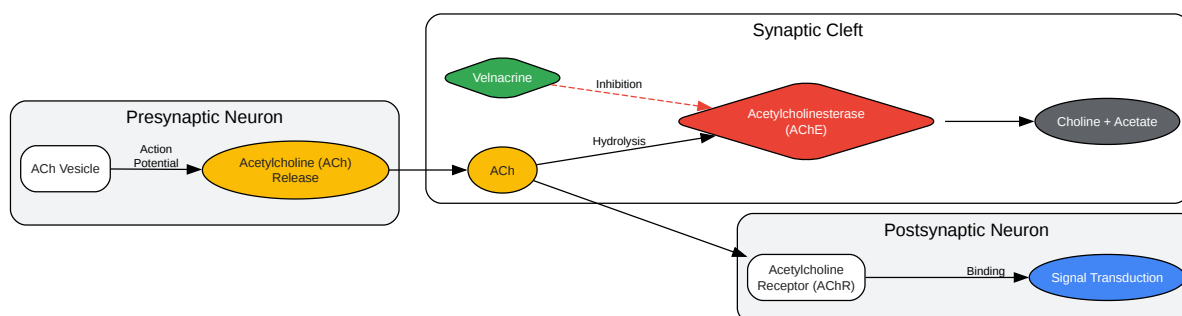 Synaptic Cleft
Velnacrine
Inhibition
Acetylcholinesterase
(AChE)
Choline + Acetate
Presynaptic Neuron
ACh Vesicle
Action
Potential
Acetylcholine (ACh)
Release
ACh
Hydrolysis
Postsynaptic Neuron
Acetylcholine
Receptor (AChR)
Binding
Signal Transduction